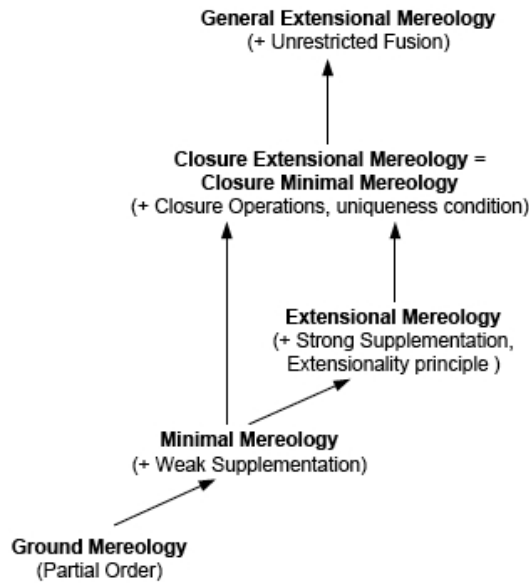 General Extensional Mereology
(+ Unrestricted Fusion)
Closure Extensional Mereology =
Closure Minimal Mereology
(+ Closure Operations, uniqueness condition)
Extensional Mereology
(+ Strong Supplementation,
Extensionality principle )
Minimal Mereology
(+ Weak Supplementation)
Ground Mereology
(Partial Order)